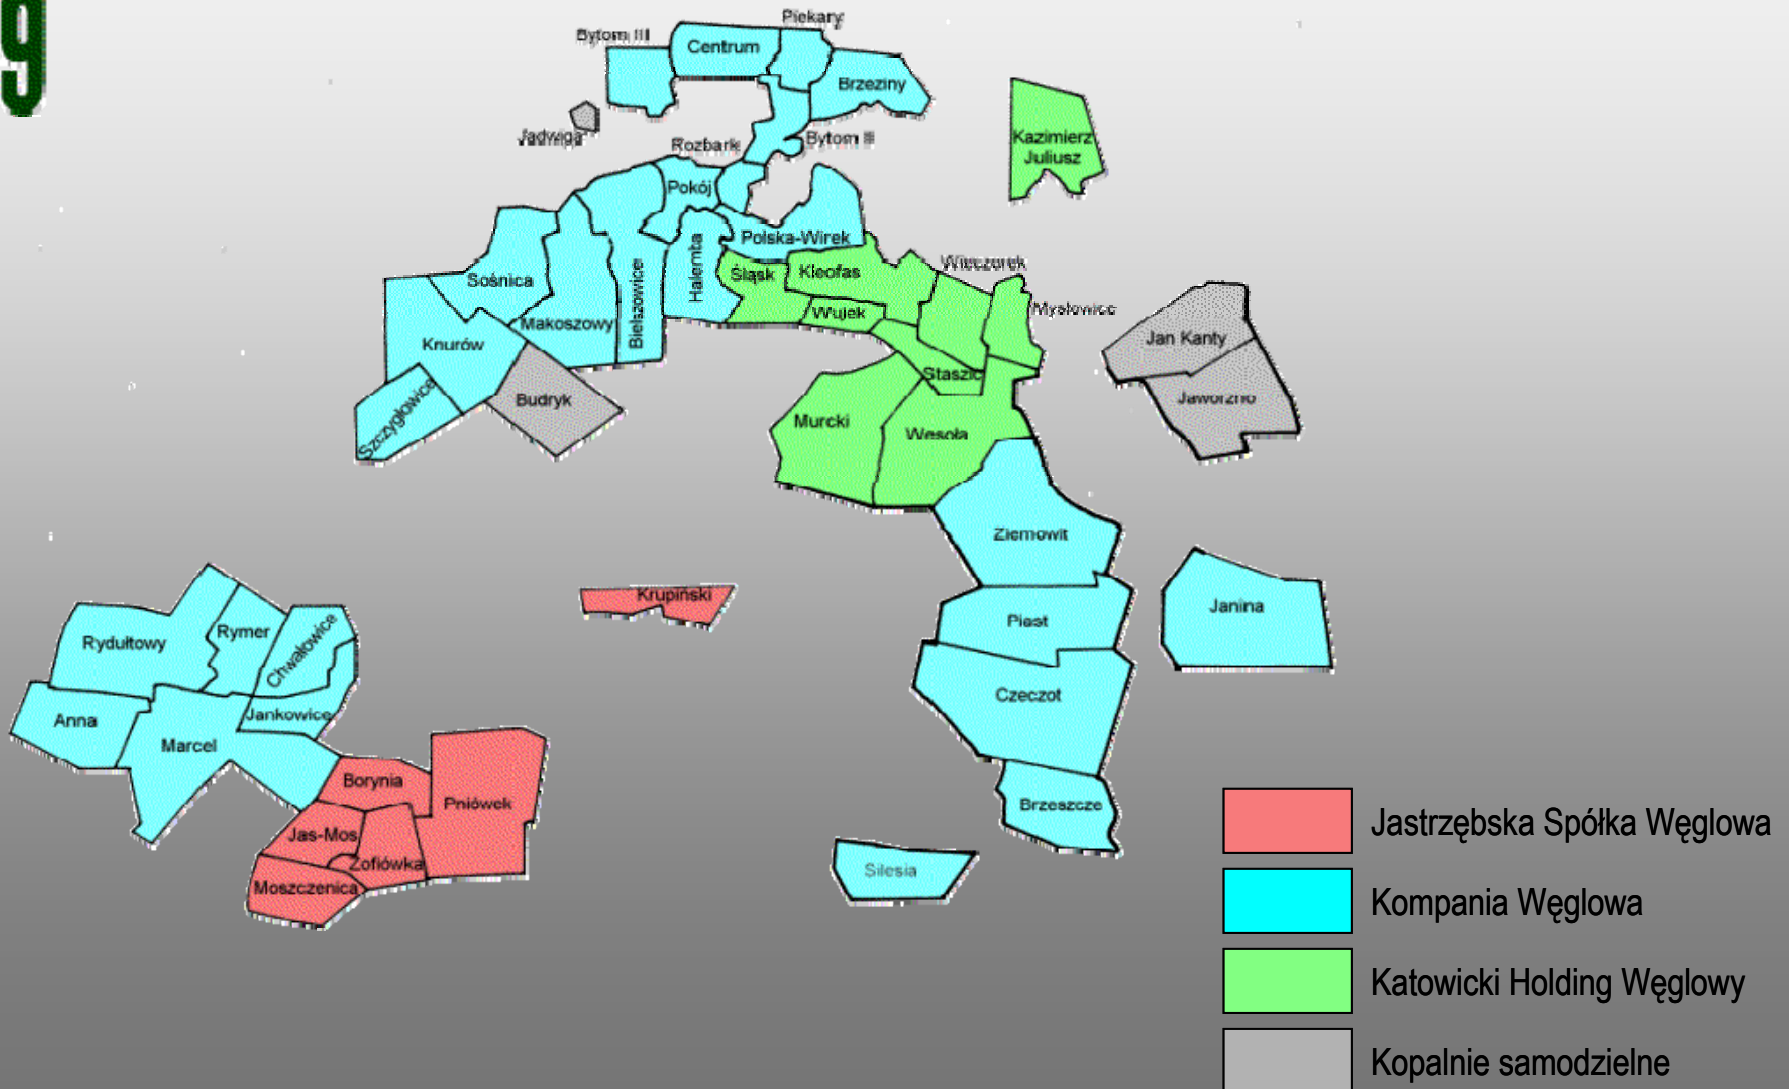 g
Piekary
Bytom III
Centrum
Brzeziny
Jadwiga
Rozbark
Bytom II
Kazimierz
Juliusz
Pokój
Polska-Wirek
Halemba
Śląsk
Kleofas
Wieczorek
Sośnica
Bielszowice
Wujek
Mysłowice
Makoszowy
Knurów
Jan Kanty
Staszic
Szczygłowice
Budryk
Jaworzno
Murcki
Wesoła
Ziemowit
Krupiński
Janina
Rydułtowy
Rymer
Chwałowice
Piast
Czeczot
Anna
Jankowice
Marcel
Borynia
Pniówek
Brzeszcze
Jas-Mos
Zofiówka
Moszczenica
Silesia
Jastrzębska Spółka Węglowa
Kompania Węglowa
Katowicki Holding Węglowy
Kopalnie samodzielne